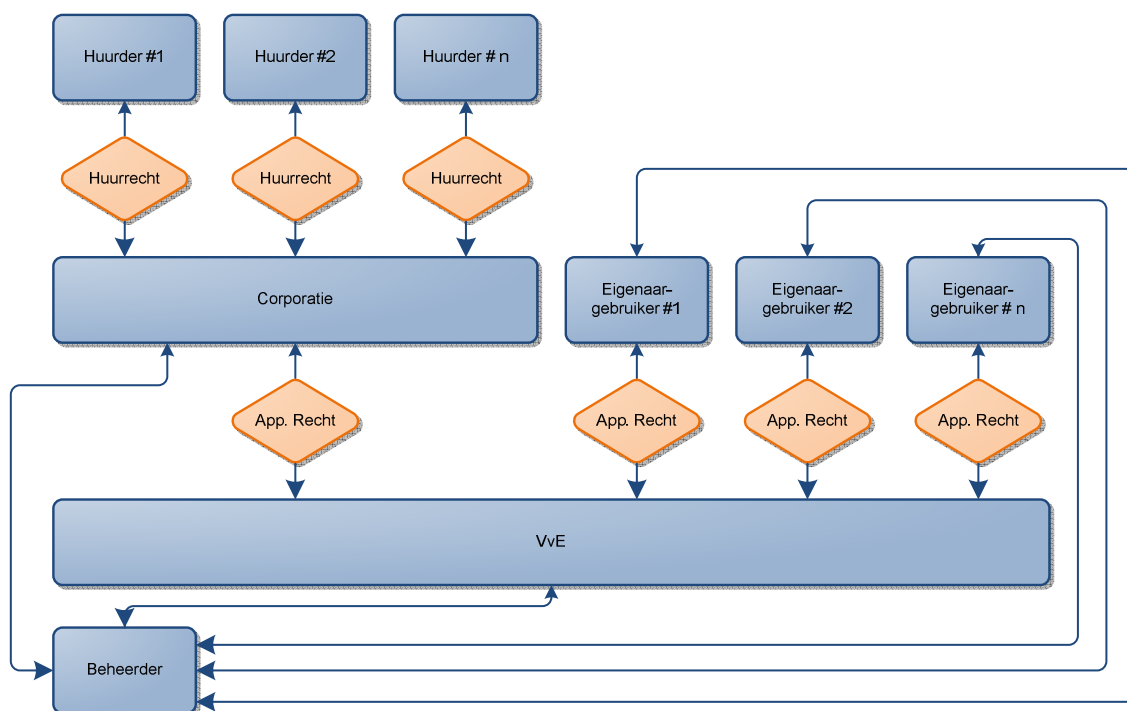 Huurder #1
Huurder #2
Huurder # n
Huurrecht
Huurrecht
Huurrecht
Corporatie
Eigenaar-
gebruiker #1
Eigenaar-
gebruiker #2
Eigenaar-
gebruiker # n
App. Recht
App. Recht
App. Recht
App. Recht
VvE
Beheerder